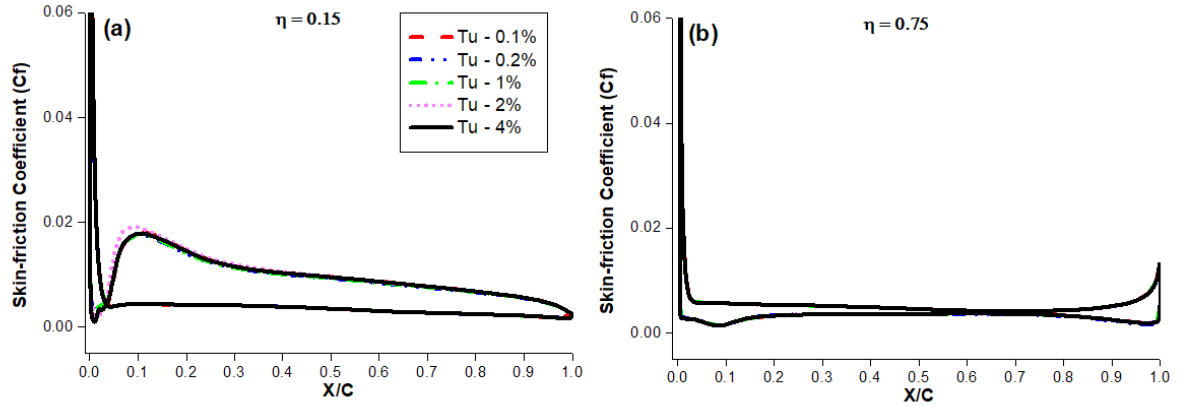 (a)
η = 0.15
Tu - 0.1%
Tu - 0.2%
Tu - 1%
Tu - 2%
Tu - 4%
Skin-friction Coefficient (Cf)
0.06
0.04
0.02
0.00
0.0 0.1 0.2 0.3 0.4 0.5 0.6 0.7 0.8 0.9 1.0
X/C
(b)
η = 0.75
Skin-friction Coefficient (Cf)
0.06
0.04
0.02
0.00
0.0 0.1 0.2 0.3 0.4 0.5 0.6 0.7 0.8 0.9 1.0
X/C